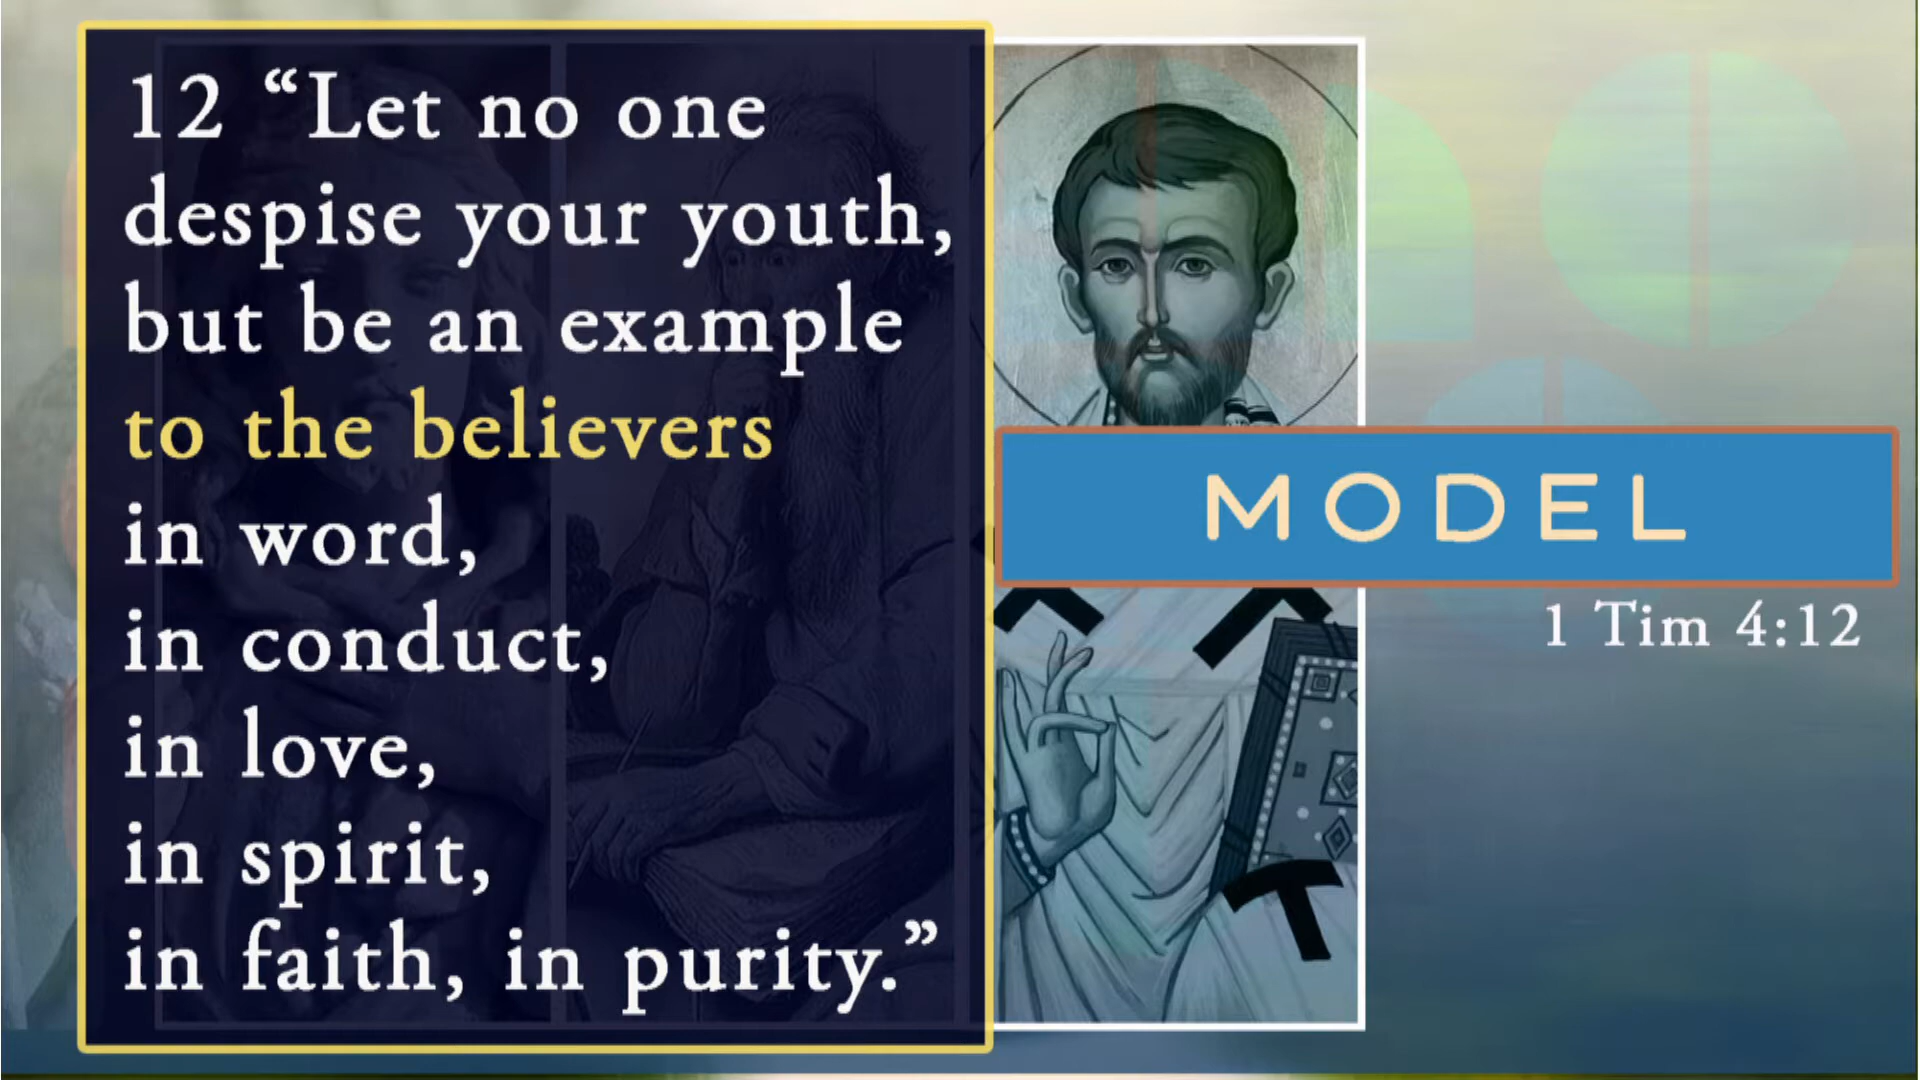 12 “Let no one
despise your youth,
but be an example
to the believers
in word,
in conduct,
in love,
in spirit,
in faith, in purity.”
MODEL
1 Tim 4:12